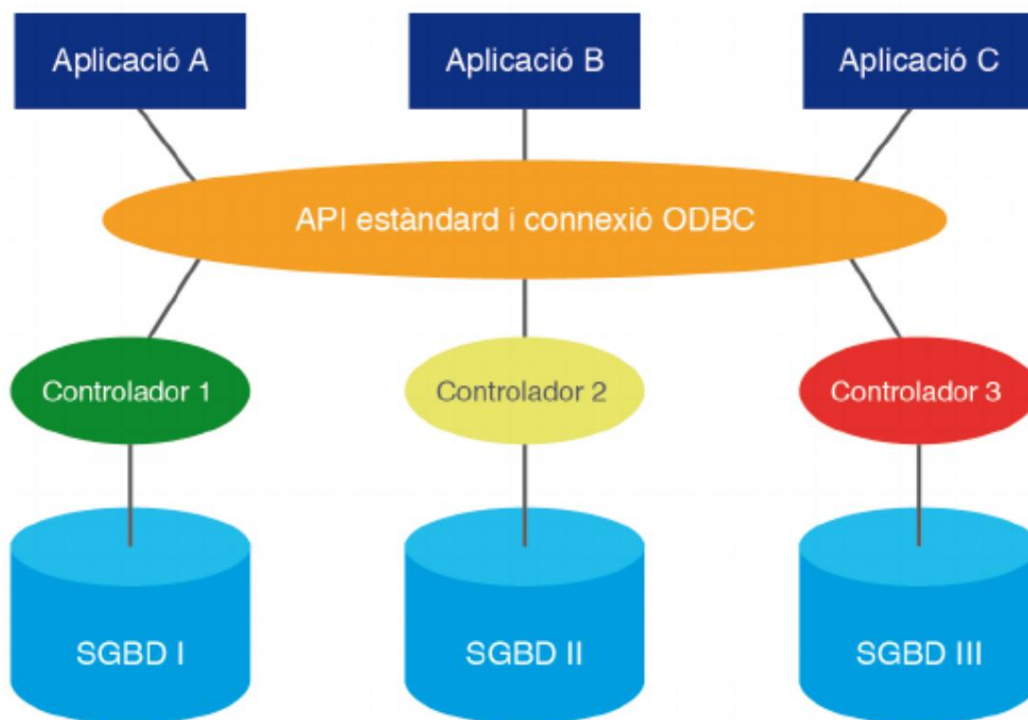 Aplicació A
Aplicació B
Aplicació C
API estàndard i connexió ODBC
Controlador 1
Controlador 2
Controlador 3
SGBD I
SGBD II
SGBD III